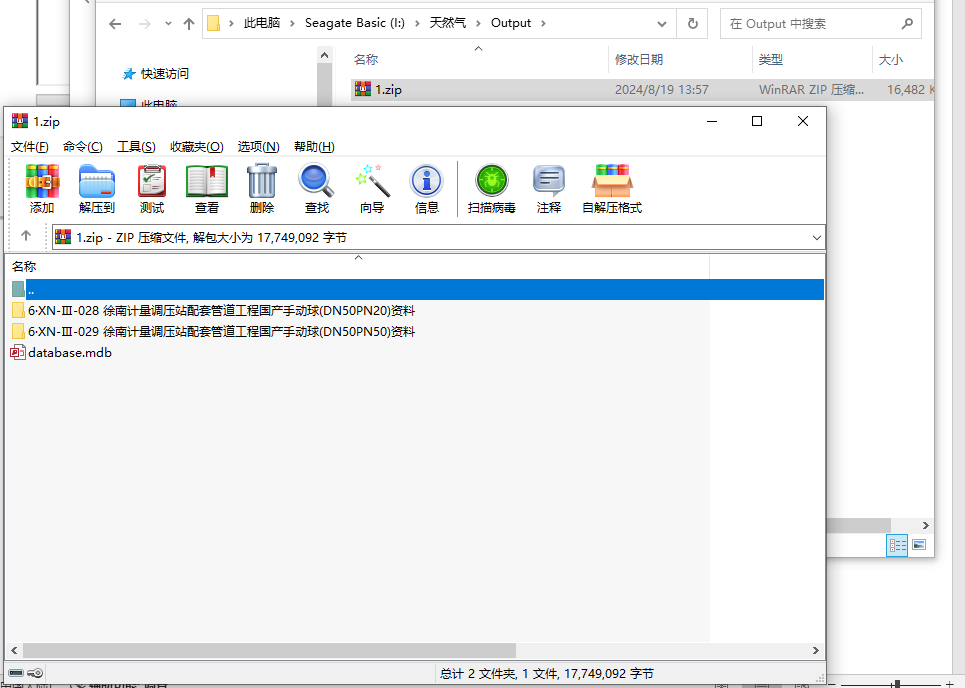 此电脑 › Seagate Basic (I:) › 天然气 › Output ›
在 Output 中搜索
快速访问
名称 修改日期 类型 大小
1.zip 2024/8/19 13:57 WinRAR ZIP 压缩... 16,482 K
此电脑
1.zip
文件(F) 命令(C) 工具(S) 收藏夹(O) 选项(N) 帮助(H)
添加 解压到 测试 查看 删除 查找 向导 信息 扫描病毒 注释 自解压格式
1.zip - ZIP 压缩文件, 解包大小为 17,749,092 字节
名称
..
6·XN-Ⅲ-028 徐南计量调压站配套管道工程国产手动球(DN50PN20)资料
6·XN-Ⅲ-029 徐南计量调压站配套管道工程国产手动球(DN50PN50)资料
database.mdb
总计 2 文件夹, 1 文件, 17,749,092 字节